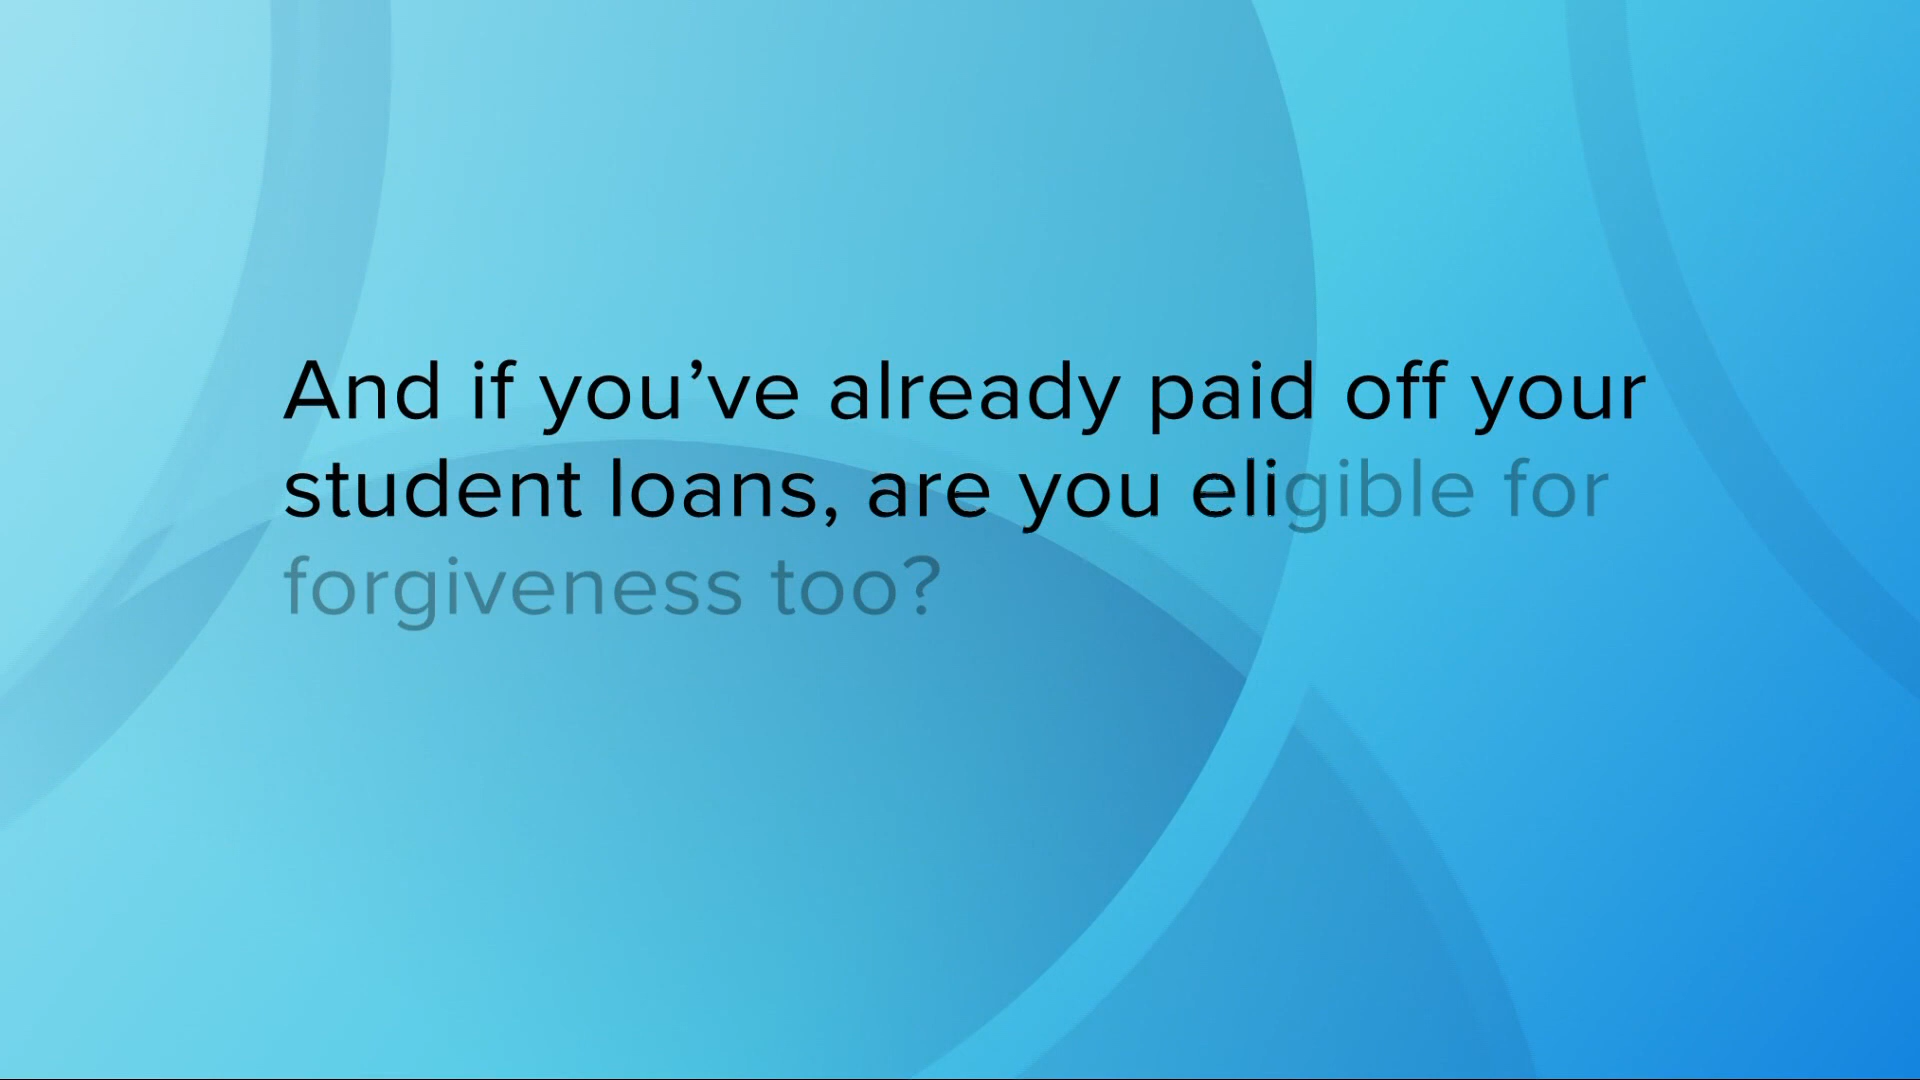 And if you’ve already paid off your
student loans, are you eligible for
forgiveness too?